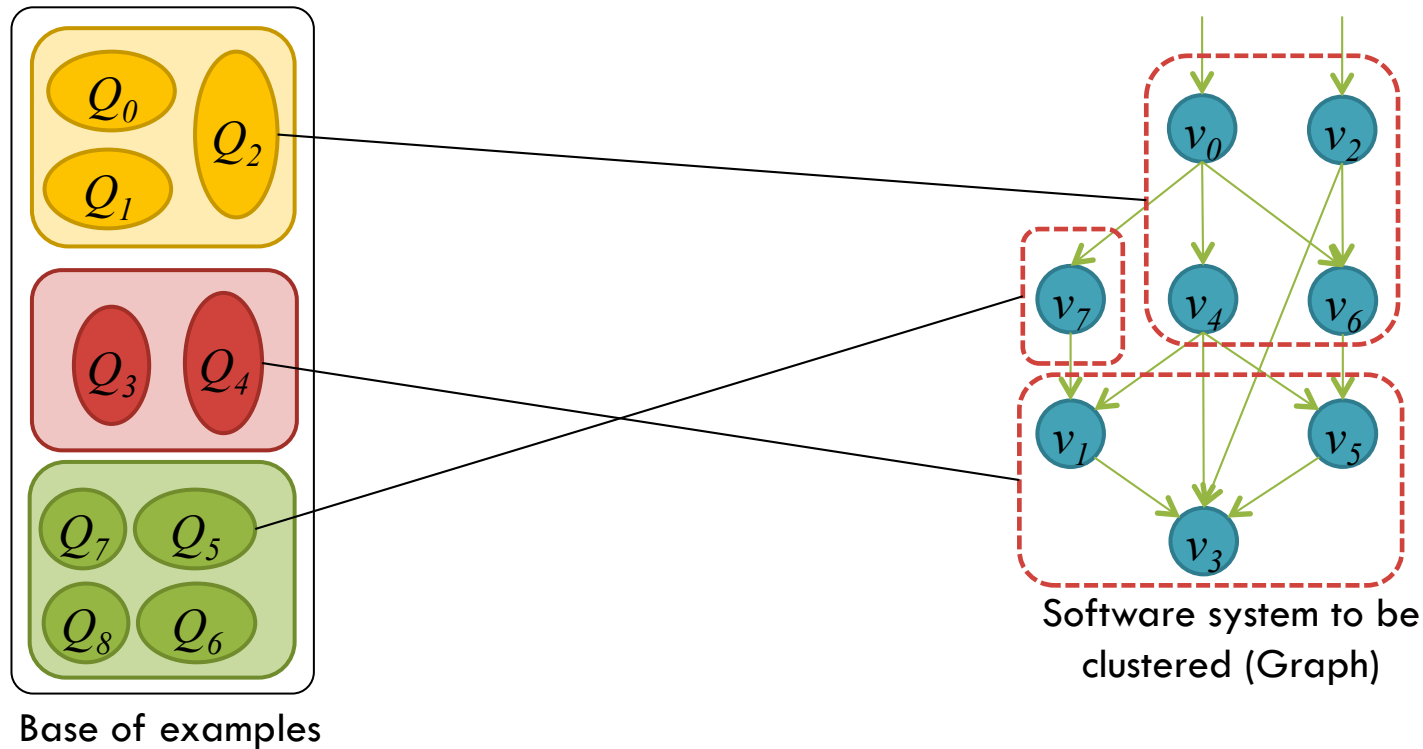 Q0
Q1
Q2
Q3
Q4
Q7
Q5
Q8
Q6
Base of examples
v0
v2
v7
v4
v6
v1
v5
v3
Software system to be
clustered (Graph)